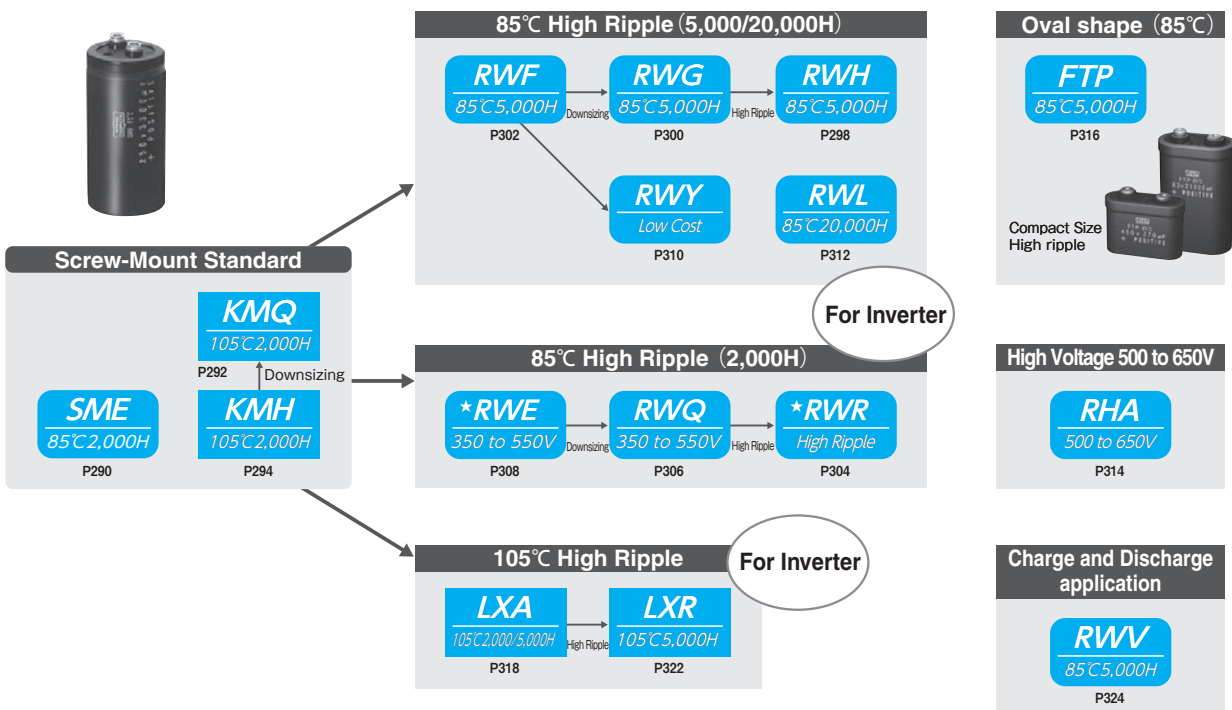 85℃ High Ripple（5,000/20,000H）
RWF
85℃5,000H
P302
Downsizing
RWG
85℃5,000H
P300
High Ripple
RWH
85℃5,000H
P298
RWY
Low Cost
P310
RWL
85℃20,000H
P312
For Inverter
Oval shape（85℃）
FTP
85℃5,000H
P316
Compact Size
High ripple
Screw-Mount Standard
KMQ
105℃2,000H
P292
Downsizing
SME
85℃2,000H
P290
KMH
105℃2,000H
P294
85℃ High Ripple（2,000H）
★RWE
350 to 550V
P308
Downsizing
RWQ
350 to 550V
P306
High Ripple
★RWR
High Ripple
P304
High Voltage 500 to 650V
RHA
500 to 650V
P314
105℃ High Ripple
For Inverter
LXA
105℃2,000/5,000H
P318
High Ripple
LXR
105℃5,000H
P322
Charge and Discharge
application
RWV
85℃5,000H
P324